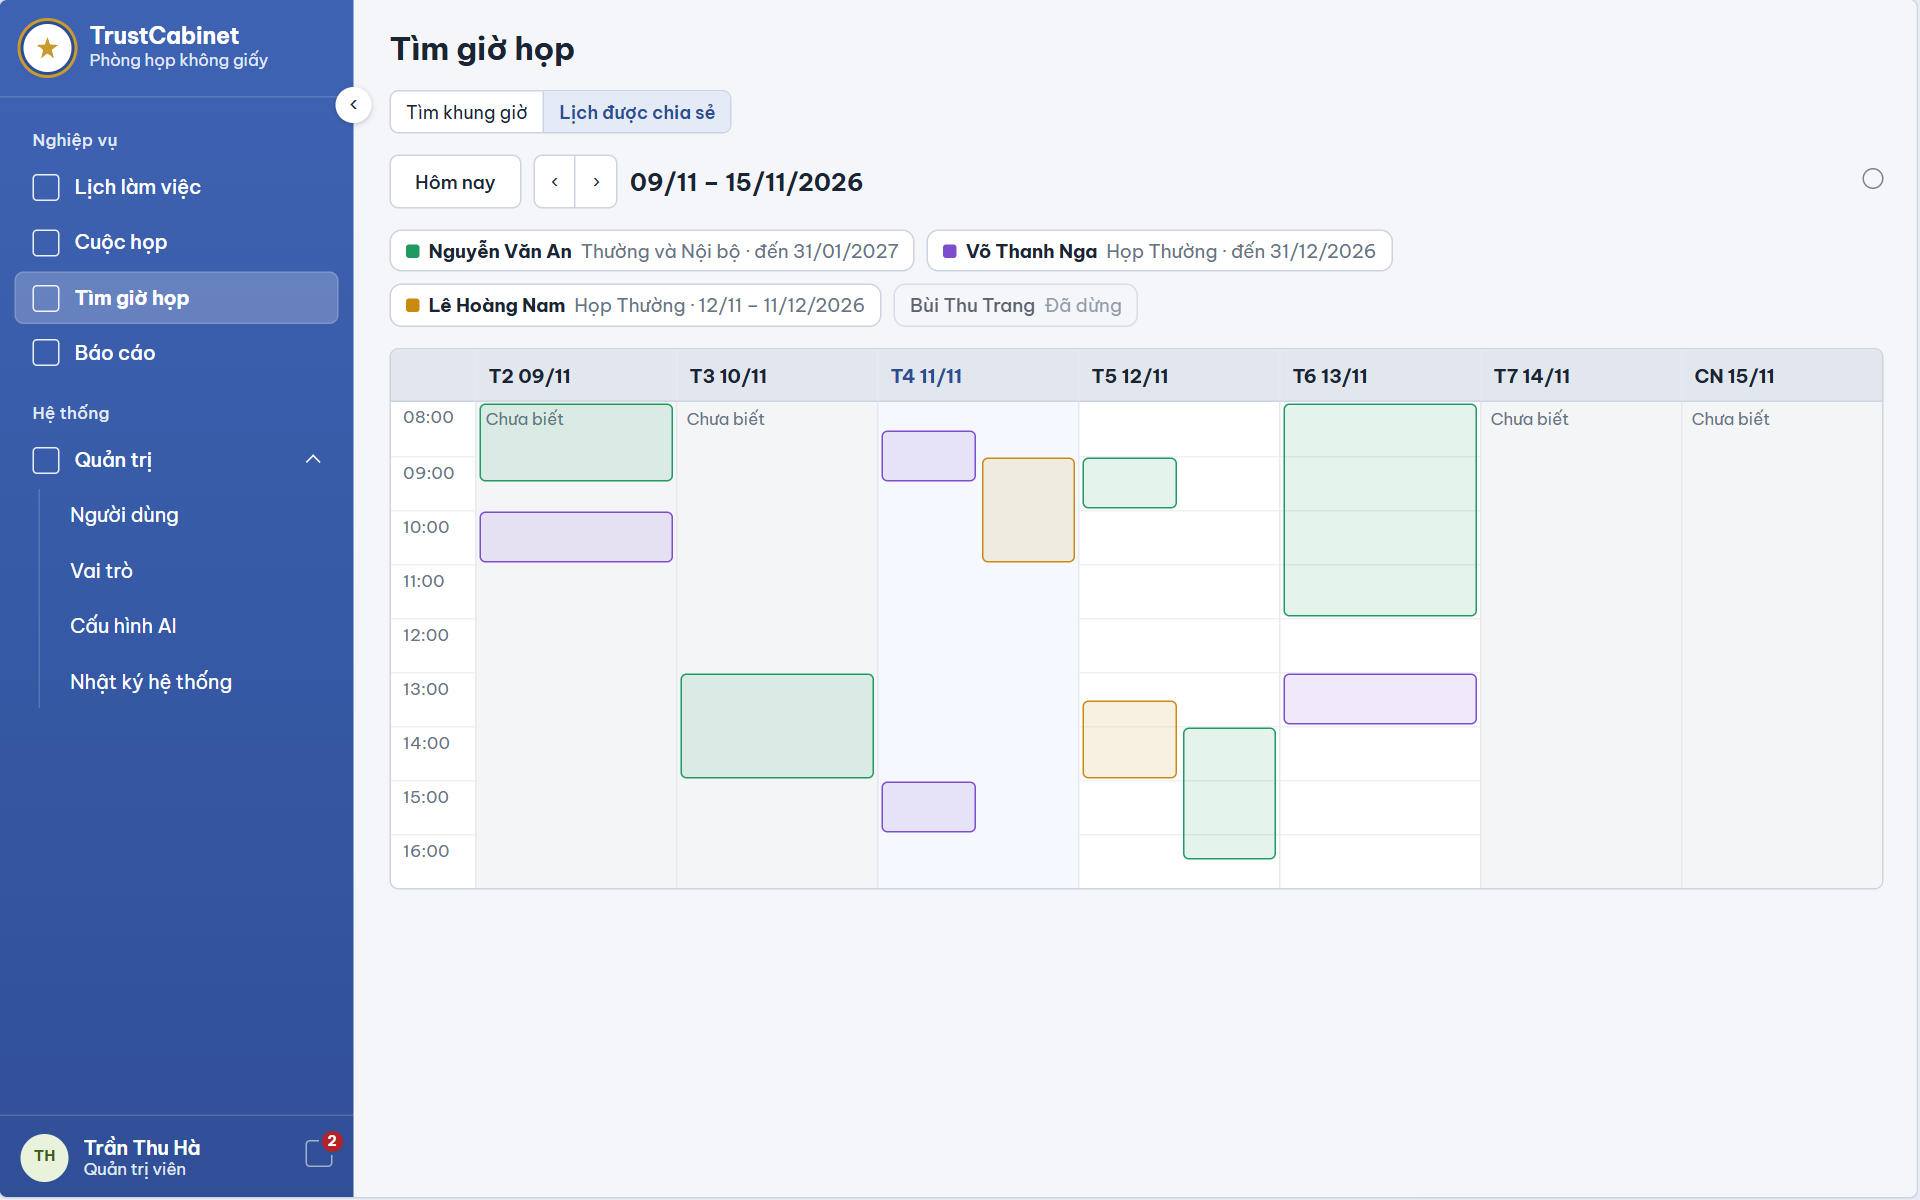 TrustCabinet
Phòng họp không giấy
Nghiệp vụ
Lịch làm việc
Cuộc họp
Tìm giờ họp
Báo cáo
Hệ thống
Quản trị
Người dùng
Vai trò
Cấu hình AI
Nhật ký hệ thống
TH
Trần Thu Hà
Quản trị viên
2
Tìm giờ họp
Tìm khung giờ
Lịch được chia sẻ
Hôm nay
09/11 – 15/11/2026
Nguyễn Văn An Thường và Nội bộ · đến 31/01/2027
Võ Thanh Nga Họp Thường · đến 31/12/2026
Lê Hoàng Nam Họp Thường · 12/11 – 11/12/2026
Bùi Thu Trang Đã dừng
T2 09/11
T3 10/11
T4 11/11
T5 12/11
T6 13/11
T7 14/11
CN 15/11
08:00
Chưa biết
Chưa biết
Chưa biết
Chưa biết
09:00
10:00
11:00
12:00
13:00
14:00
15:00
16:00